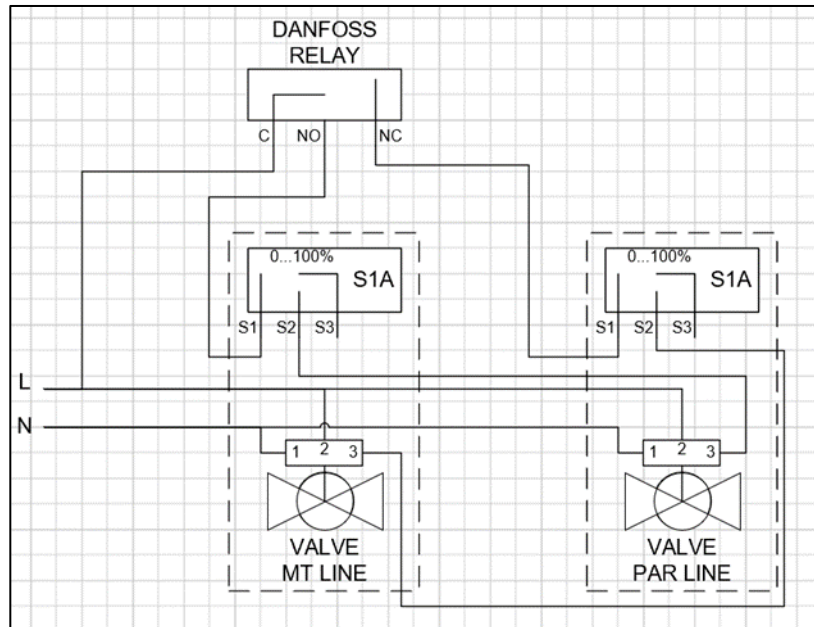 DANFOSS
RELAY
C NO NC
0...100% 0...100%
S1A S1A
S1 S2 S3 S1 S2 S3
L
N
1 2 3 1 2 3
VALVE VALVE
MT LINE PAR LINE